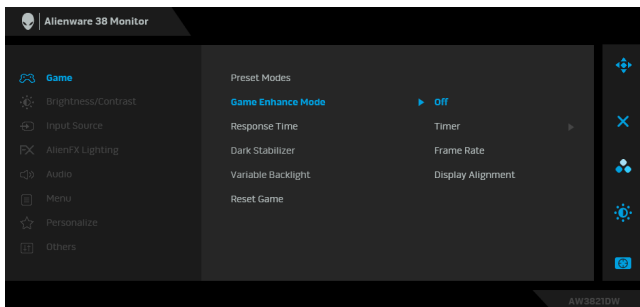 Alienware 38 Monitor
Game
Brightness/Contrast
Input Source
FX AlienFX Lighting
Audio
Menu
Personalize
Others
Preset Modes
Game Enhance Mode
Response Time
Dark Stabilizer
Variable Backlight
Reset Game
Off
Timer
Frame Rate
Display Alignment
AW3821DW